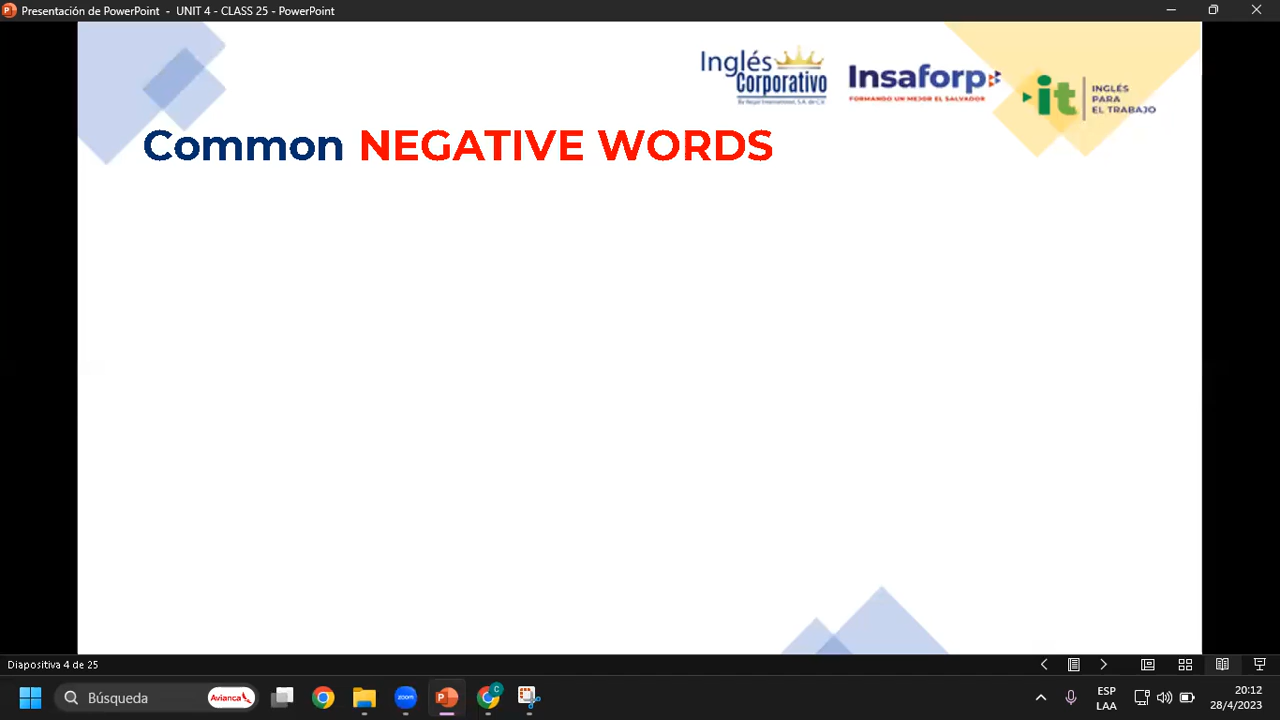 Presentación de PowerPoint - UNIT 4 - CLASS 25 - PowerPoint
Inglés
Corporativo
Insaforp
FORMANDO UN MEJOR EL SALVADOR
it
INGLÉS
PARA
EL TRABAJO
Common NEGATIVE WORDS
Diapositiva 4 de 25
Búsqueda
Avianca
ESP
LAA
20:12
28/4/2023